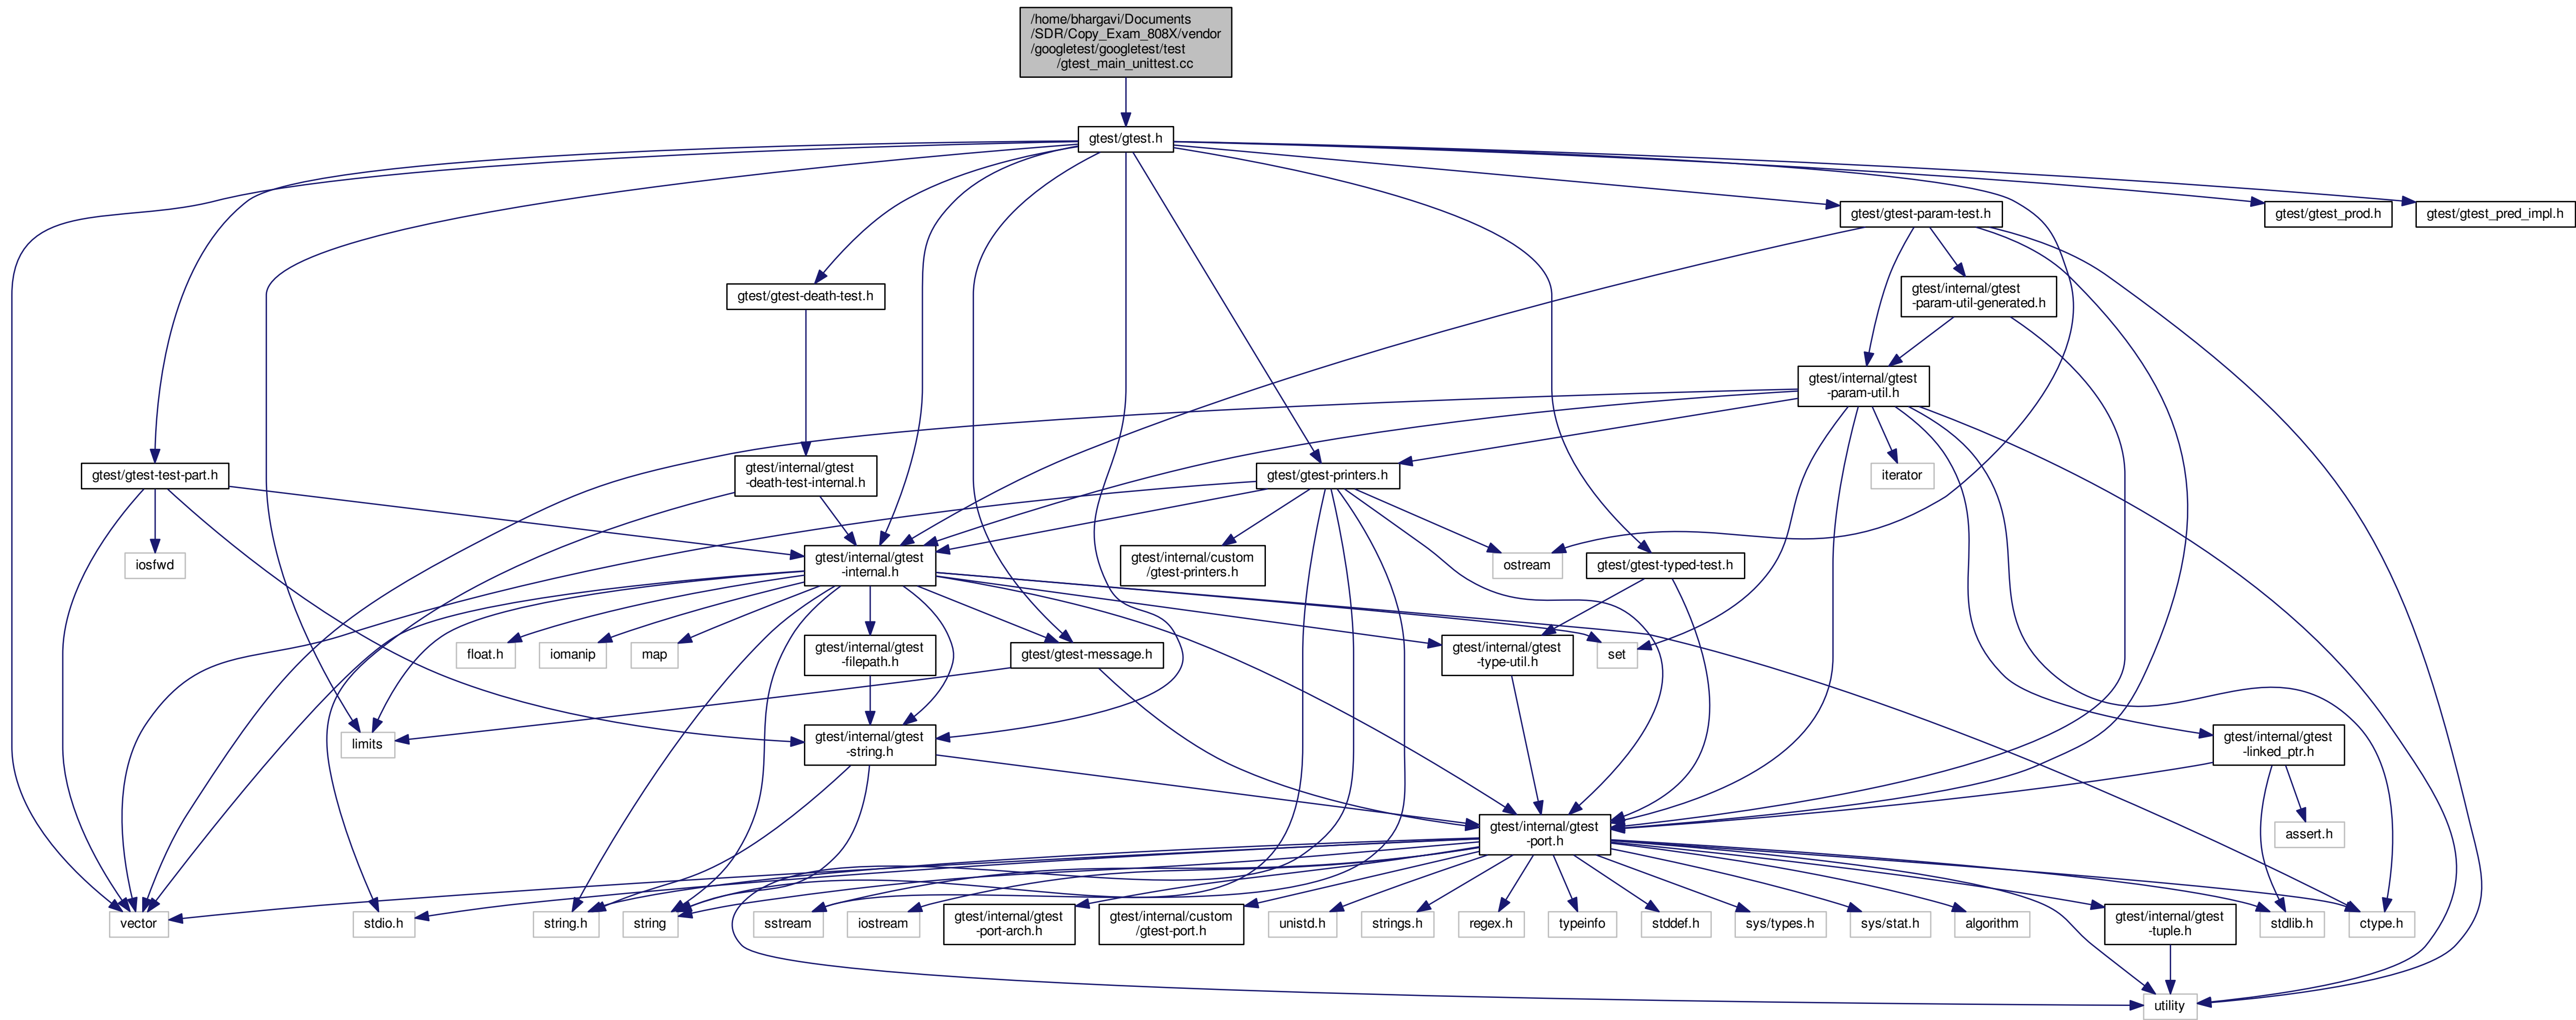 /home/bhargavi/Documents
/SDR/Copy_Exam_808X/vendor
/googletest/googletest/test
/gtest_main_unittest.cc
gtest/gtest.h
gtest/gtest-param-test.h
gtest/gtest_prod.h
gtest/gtest_pred_impl.h
gtest/gtest-death-test.h
gtest/internal/gtest
-param-util-generated.h
gtest/internal/gtest
-param-util.h
gtest/gtest-test-part.h
gtest/internal/gtest
-death-test-internal.h
gtest/gtest-printers.h
iterator
iosfwd
gtest/internal/gtest
-internal.h
gtest/internal/custom
/gtest-printers.h
ostream
gtest/gtest-typed-test.h
float.h
iomanip
map
gtest/internal/gtest
-filepath.h
gtest/gtest-message.h
gtest/internal/gtest
-type-util.h
set
limits
gtest/internal/gtest
-string.h
gtest/internal/gtest
-linked_ptr.h
gtest/internal/gtest
-port.h
assert.h
vector
stdio.h
string.h
string
sstream
iostream
gtest/internal/gtest
-port-arch.h
gtest/internal/custom
/gtest-port.h
unistd.h
strings.h
regex.h
typeinfo
stddef.h
sys/types.h
sys/stat.h
algorithm
gtest/internal/gtest
-tuple.h
stdlib.h
ctype.h
utility